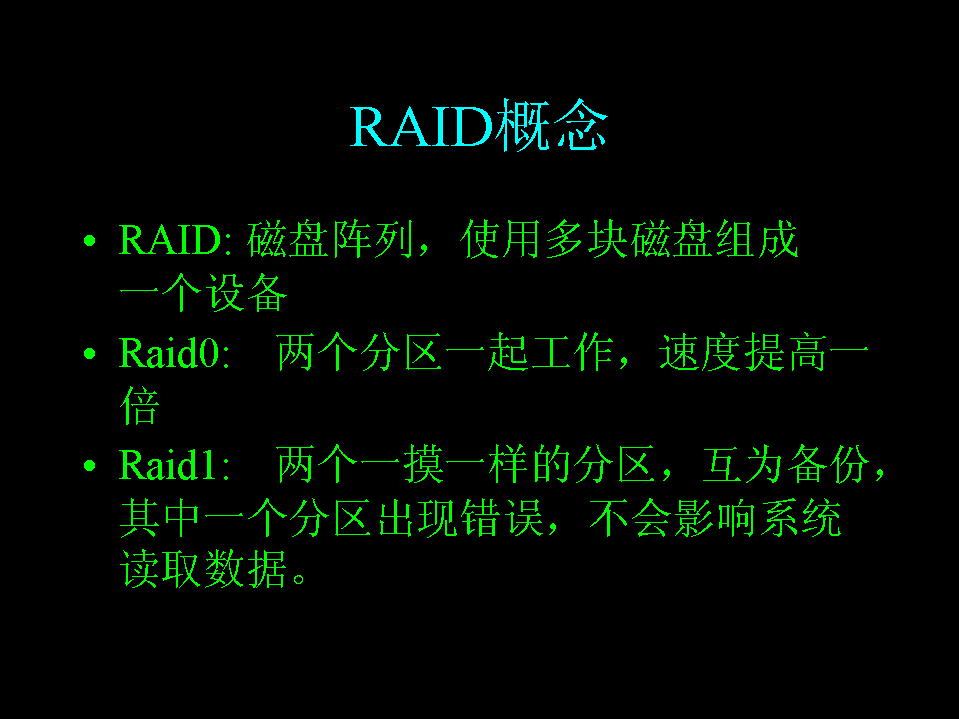 RAID概念
• RAID: 磁盘阵列，使用多块磁盘组成
一个设备
• Raid0: 两个分区一起工作，速度提高一
倍
• Raid1: 两个一摸一样的分区，互为备份，
其中一个分区出现错误，不会影响系统
读取数据。